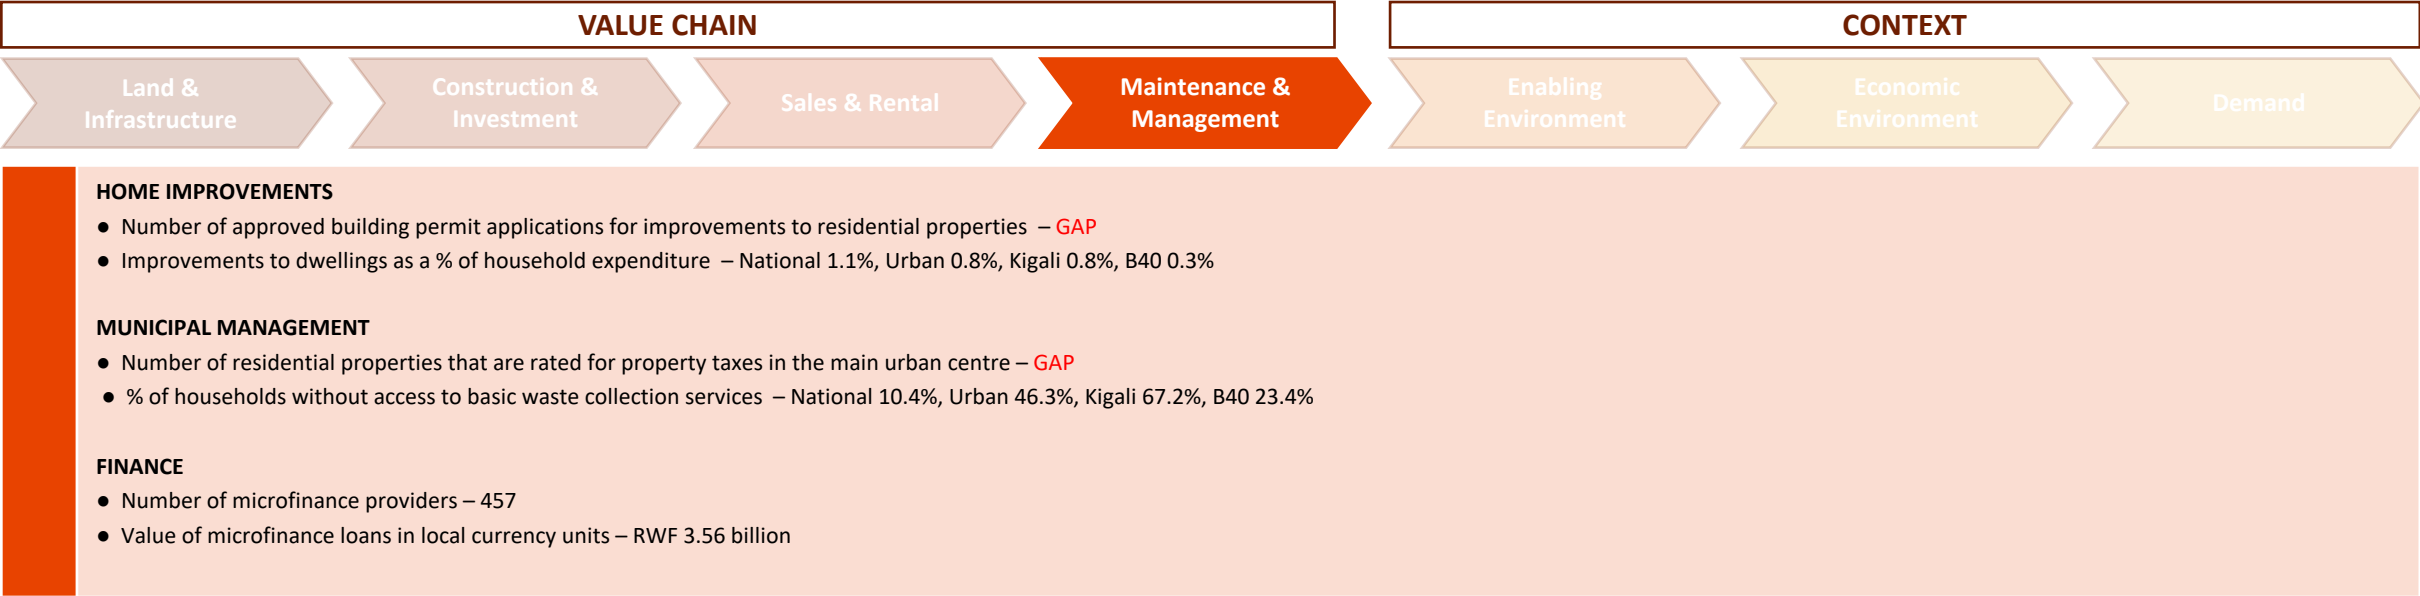 VALUE CHAIN
CONTEXT
Land &
Infrastructure
Construction &
Investment
Sales & Rental
Maintenance &
Management
Enabling
Environment
Economic
Environment
Demand
HOME IMPROVEMENTS
● Number of approved building permit applications for improvements to residential properties – GAP
● Improvements to dwellings as a % of household expenditure – National 1.1%, Urban 0.8%, Kigali 0.8%, B40 0.3%
MUNICIPAL MANAGEMENT
● Number of residential properties that are rated for property taxes in the main urban centre – GAP
● % of households without access to basic waste collection services – National 10.4%, Urban 46.3%, Kigali 67.2%, B40 23.4%
FINANCE
● Number of microfinance providers – 457
● Value of microfinance loans in local currency units – RWF 3.56 billion